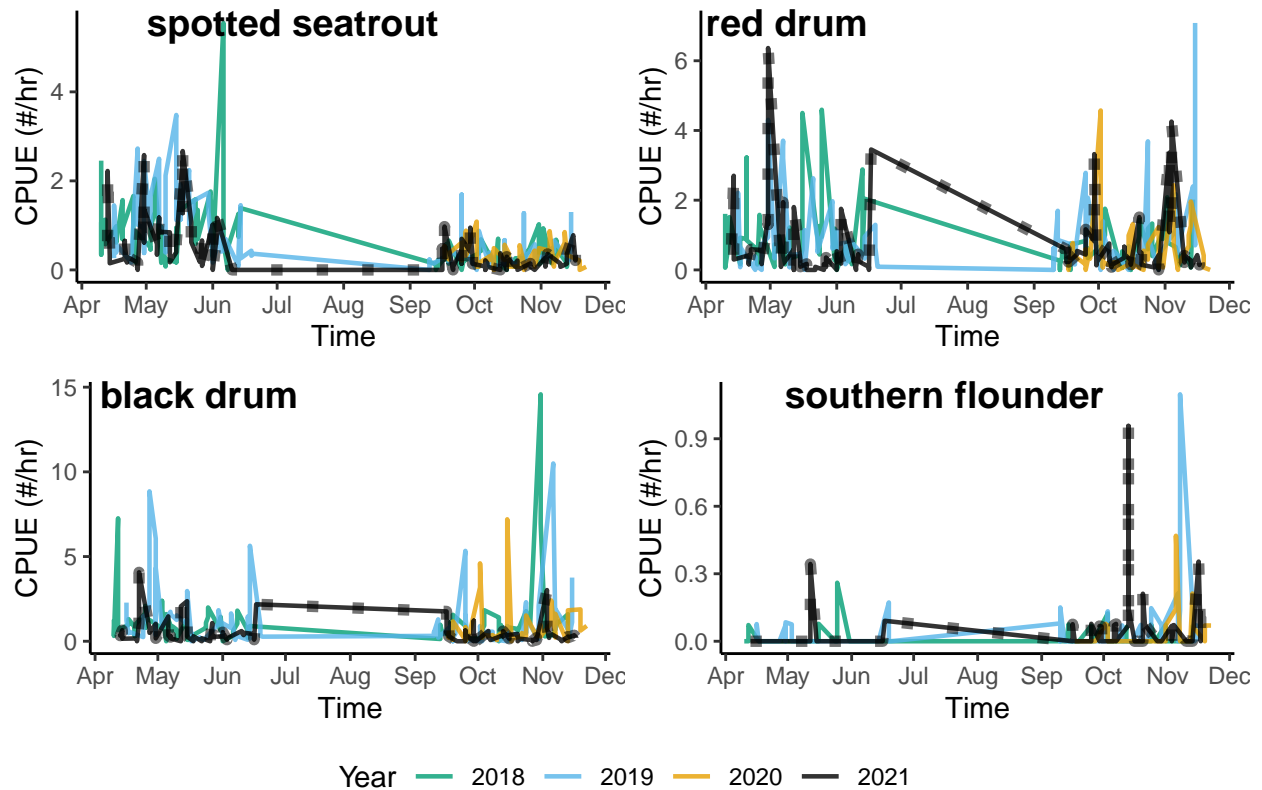 spotted seatrout
CPUE (#/hr)
4
2
0
Apr May Jun Jul Aug Sep Oct Nov Dec
Time
red drum
CPUE (#/hr)
6
4
2
0
Apr May Jun Jul Aug Sep Oct Nov Dec
Time
black drum
CPUE (#/hr)
15
10
5
0
Apr May Jun Jul Aug Sep Oct Nov Dec
Time
southern flounder
CPUE (#/hr)
0.9
0.6
0.3
0.0
Apr May Jun Jul Aug Sep Oct Nov Dec
Time
Year 2018 2019 2020 2021